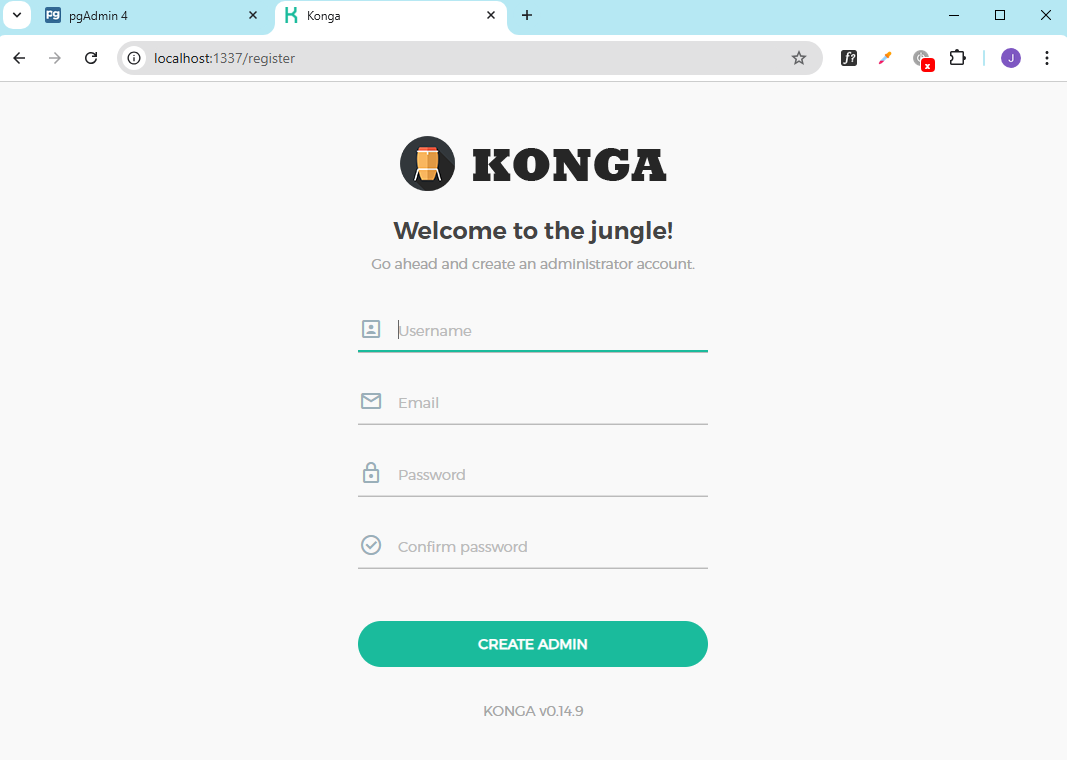 pgAdmin 4
Konga
localhost:1337/register
KONGA
Welcome to the jungle!
Go ahead and create an administrator account.
Username
Email
Password
Confirm password
CREATE ADMIN
KONGA v0.14.9